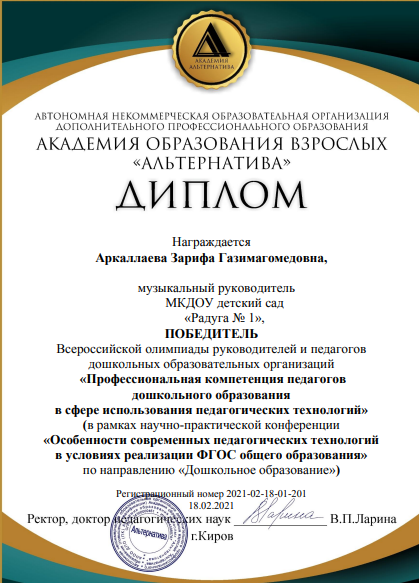 АКАДЕМИЯ
АЛЬТЕРНАТИВА
АВТОНОМНАЯ НЕКОММЕРЧЕСКАЯ ОБРАЗОВАТЕЛЬНАЯ ОРГАНИЗАЦИЯ
ДОПОЛНИТЕЛЬНОГО ПРОФЕССИОНАЛЬНОГО ОБРАЗОВАНИЯ
АКАДЕМИЯ ОБРАЗОВАНИЯ ВЗРОСЛЫХ
«АЛЬТЕРНАТИВА»
ДИПЛОМ
Награждается
Аркаллаева Зарифа Газимагомедовна,
музыкальный руководитель
МКДОУ детский сад
«Радуга № 1»,
ПОБЕДИТЕЛЬ
Всероссийской олимпиады руководителей и педагогов
дошкольных образовательных организаций
«Профессиональная компетенция педагогов
дошкольного образования
в сфере использования педагогических технологий»
(в рамках научно-практической конференции
«Особенности современных педагогических технологий
в условиях реализации ФГОС общего образования»
по направлению «Дошкольное образование»)
Регистрационный номер 2021-02-18-01-201
18.02.2021
Ректор, доктор педагогических наук В.П.Ларина
г.Киров
Альтернатива